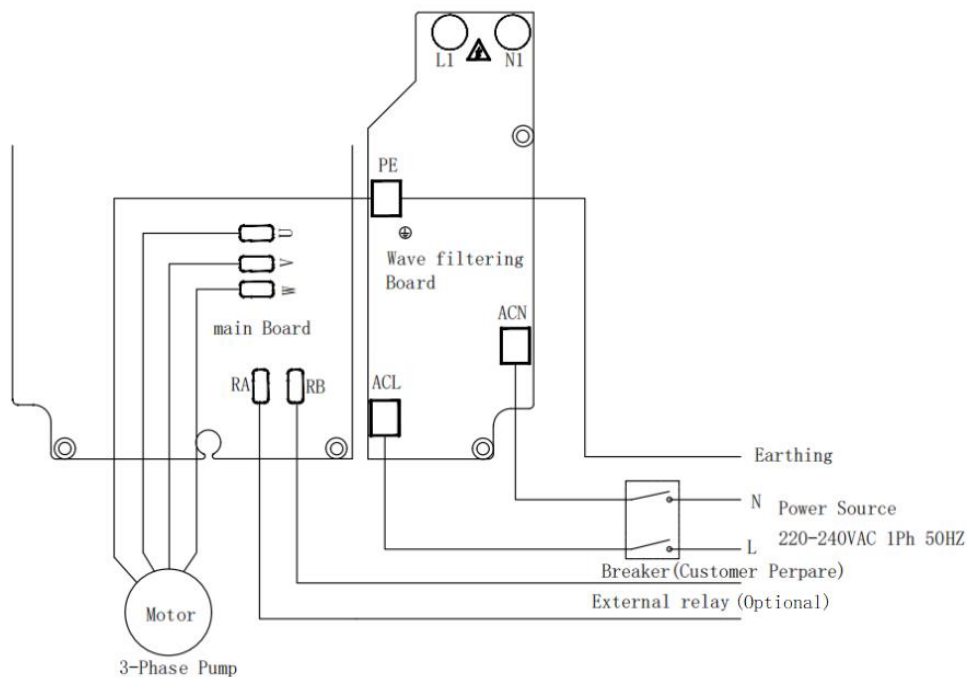 L1
N1
PE
U
V
W
Wave filtering
Board
main Board
ACN
RA
RB
ACL
Earthing
N
Power Source
220-240VAC 1Ph 50HZ
L
Breaker(Customer Perpare)
External relay(Optional)
Motor
3-Phase Pump